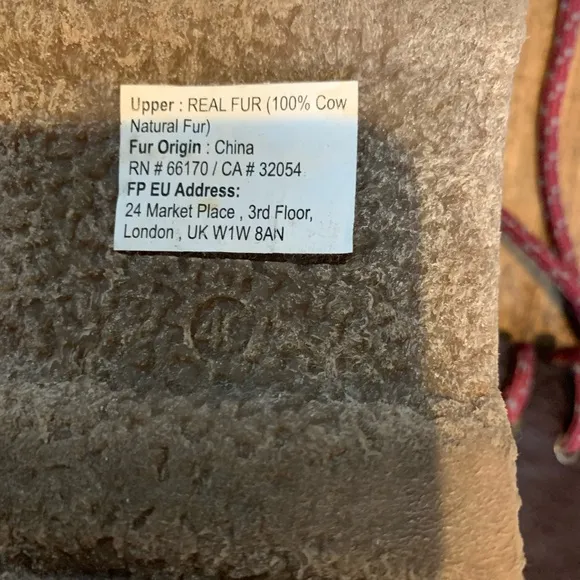 Upper : REAL FUR (100% Cow
Natural Fur)
Fur Origin : China
RN # 66170 / CA # 32054
FP EU Address:
24 Market Place , 3rd Floor,
London , UK W1W 8AN